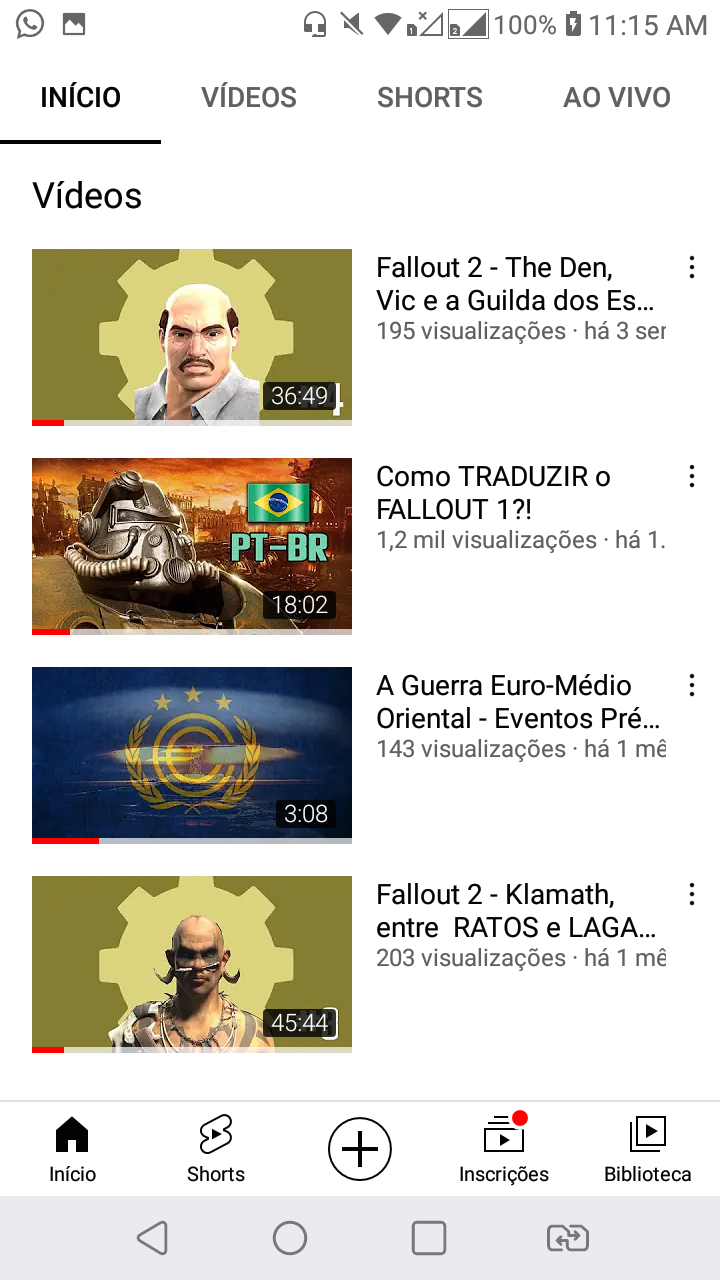 100% 11:15 AM
INÍCIO VÍDEOS SHORTS AO VIVO
Vídeos
Fallout 2 - The Den,
Vic e a Guilda dos Es...
195 visualizações · há 3 ser
36:49
Como TRADUZIR o
FALLOUT 1?!
1,2 mil visualizações · há 1.
PT-BR
18:02
A Guerra Euro-Médio
Oriental - Eventos Pré...
143 visualizações · há 1 mê
3:08
Fallout 2 - Klamath,
entre RATOS e LAGA...
203 visualizações · há 1 mê
45:44
Início Shorts Inscrições Biblioteca